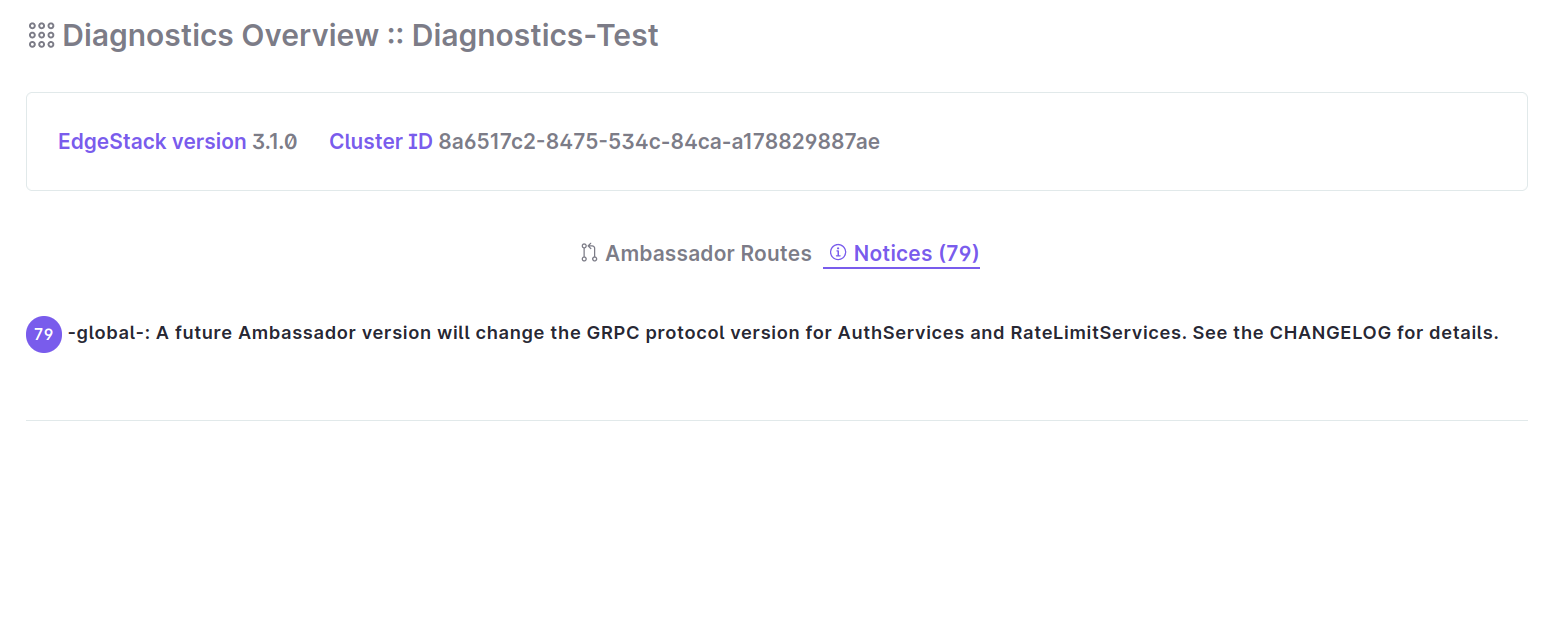 Diagnostics Overview :: Diagnostics-Test
EdgeStack version 3.1.0 Cluster ID 8a6517c2-8475-534c-84ca-a178829887ae
Ambassador Routes Notices (79)
79 -global-: A future Ambassador version will change the GRPC protocol version for AuthServices and RateLimitServices. See the CHANGELOG for details.